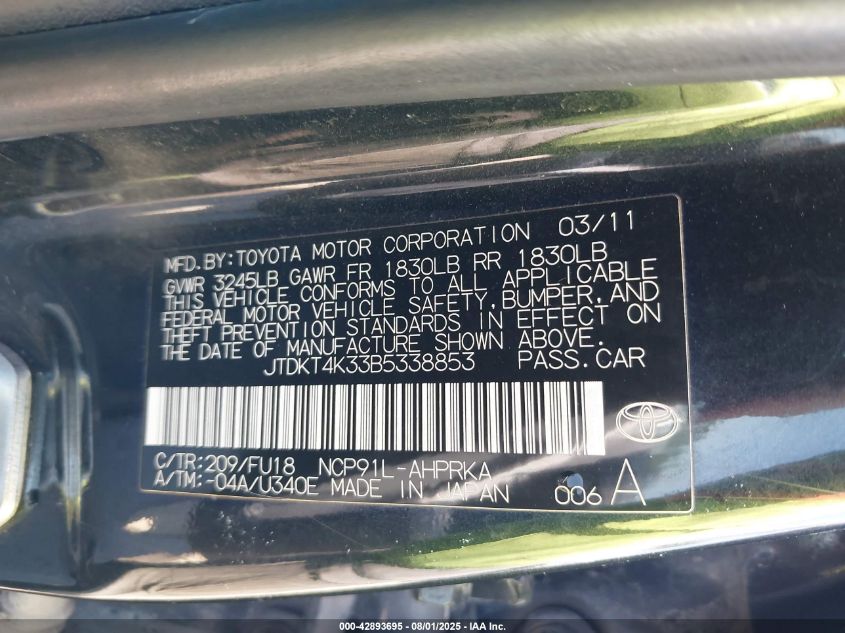 MFD.BY:TOYOTA MOTOR CORPORATION 03/11
GVWR 3245LB GAWR FR 1830LB RR 1830LB
THIS VEHICLE CONFORMS TO ALL APPLICABLE
FEDERAL MOTOR VEHICLE SAFETY,BUMPER,AND
THEFT PREVENTION STANDARDS IN EFFECT ON
THE DATE OF MANUFACTURE SHOWN ABOVE.
JTDKT4K33B5338853 PASS.CAR
C/TR:209/FU18 NCP91L-AHPRKA
A/TM:-04A/U340E MADE IN JAPAN 006 A
000-42893695 - 08/01/2025 - IAA Inc.